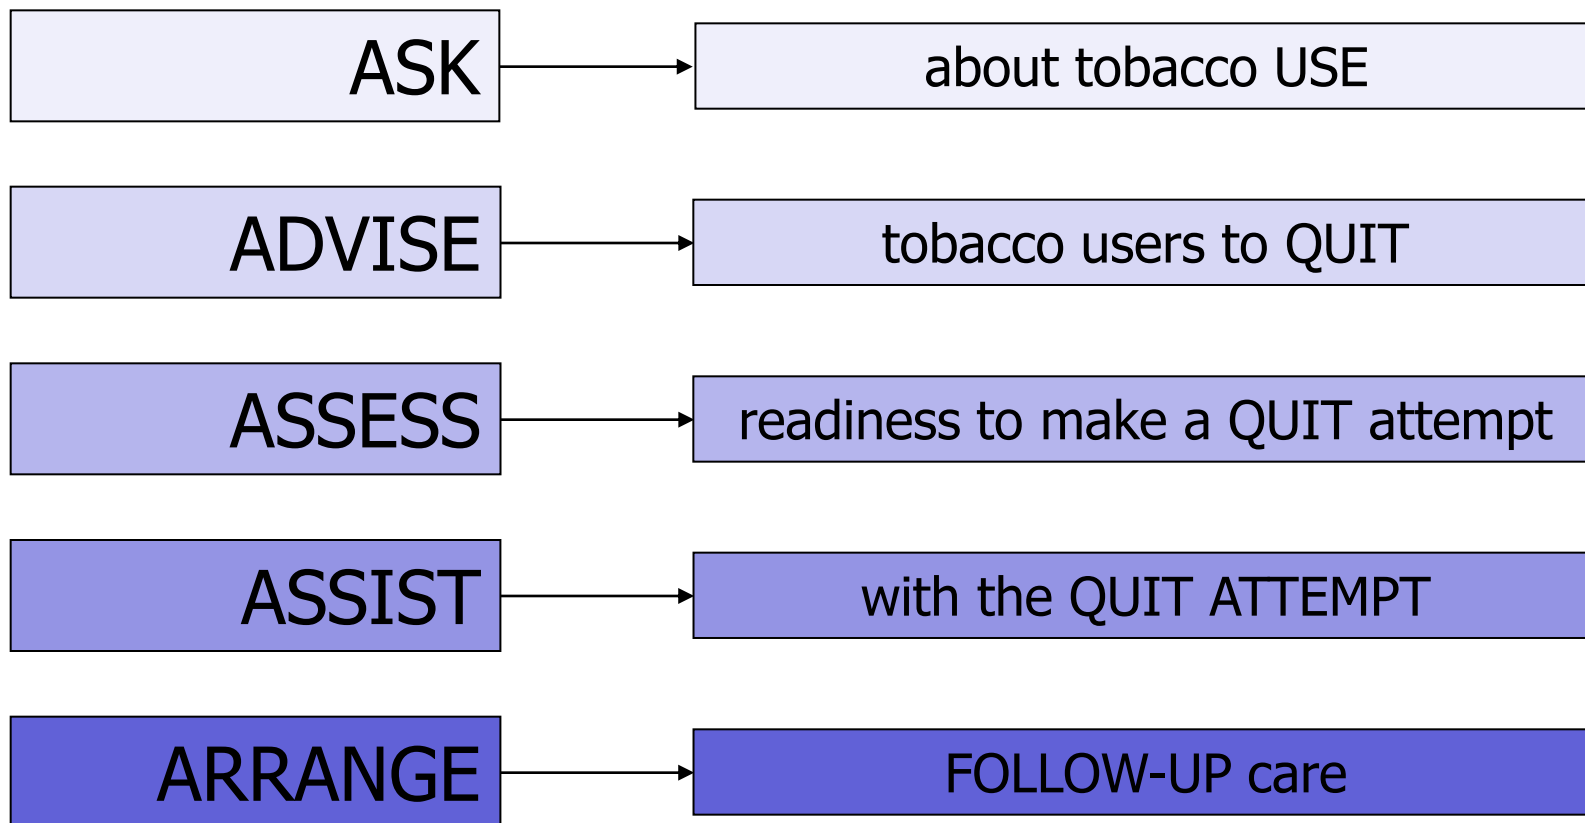 ASK about tobacco USE
ADVISE tobacco users to QUIT
ASSESS readiness to make a QUIT attempt
ASSIST with the QUIT ATTEMPT
ARRANGE FOLLOW-UP care